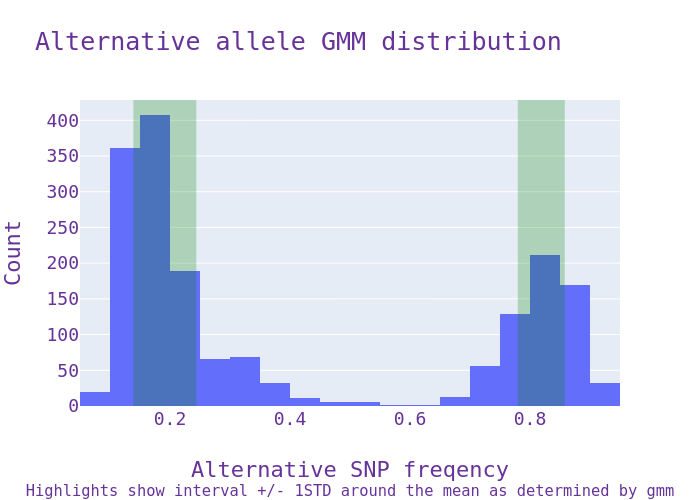 Alternative allele GMM distribution
400
350
300
250
200
150
100
50
0
Count
0.2 0.4 0.6 0.8
Alternative SNP freqency
Highlights show interval +/- 1STD around the mean as determined by gmm